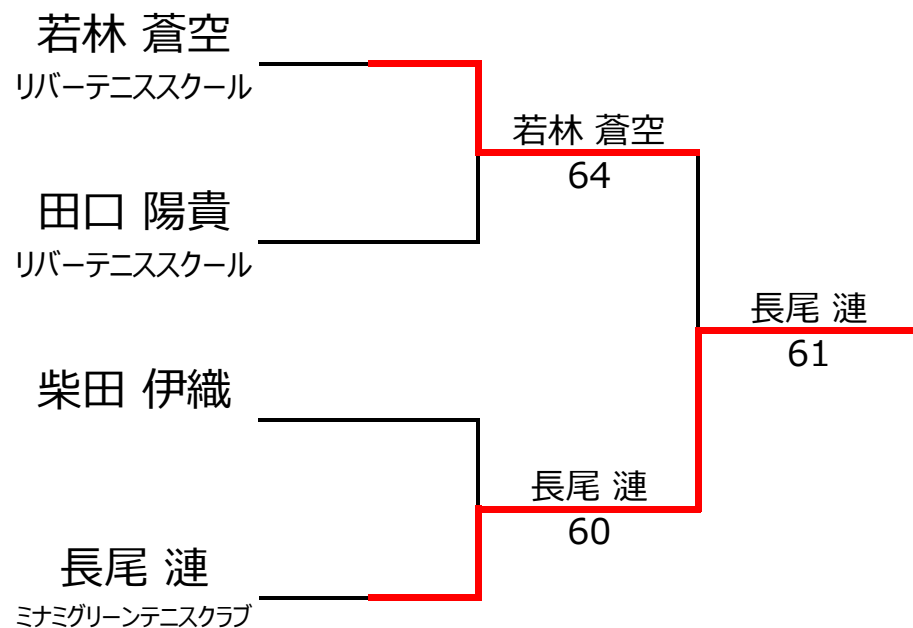 若林 蒼空
リバーテニススクール
若林 蒼空
64
田口 陽貴
リバーテニススクール
長尾 漣
61
柴田 伊織
長尾 漣
60
長尾 漣
ミナミグリーンテニスクラブ